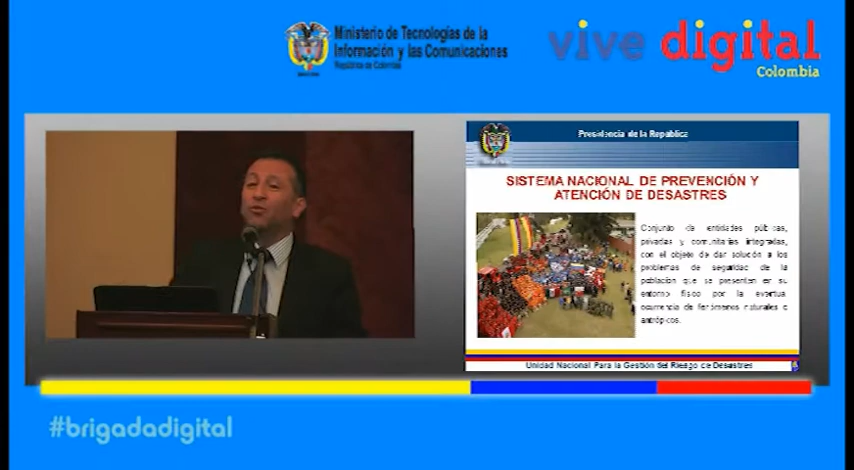 Ministerio de Tecnologías de la
Información y las Comunicaciones
República de Colombia
vive digital
Colombia
Presidencia de la República
SISTEMA NACIONAL DE PREVENCIÓN Y
ATENCIÓN DE DESASTRES
Conjunto de entidades públicas,
privadas y comunitarias integradas,
con el objeto de dar solución a los
problemas de seguridad de la
población que se presenten en su
entorno físico por la eventual
ocurrencia de fenómenos naturales o
antrópicos.
Unidad Nacional Para la Gestión del Riesgo de Desastres
#brigadadigital